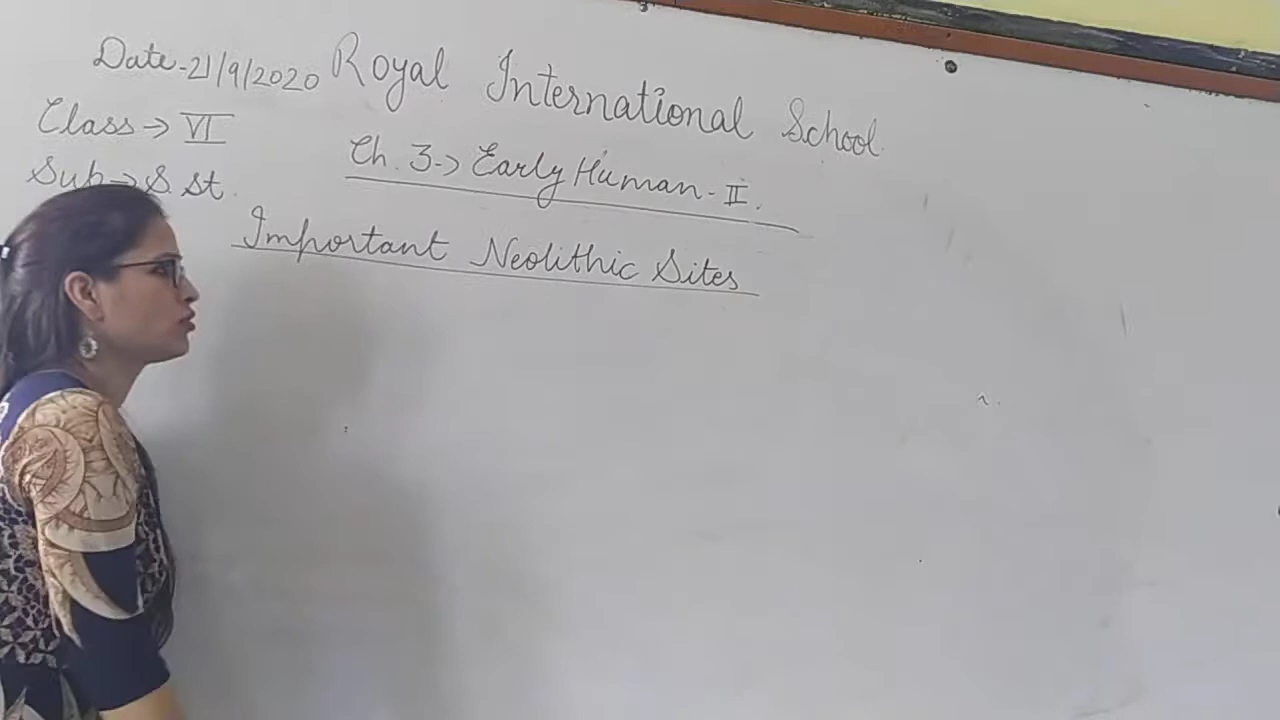 Date-21/9/2020 Royal International School
Class→ VI
Ch. 3.-> Early Human-II.
Sub→ S.St.
Important Neolithic Sites